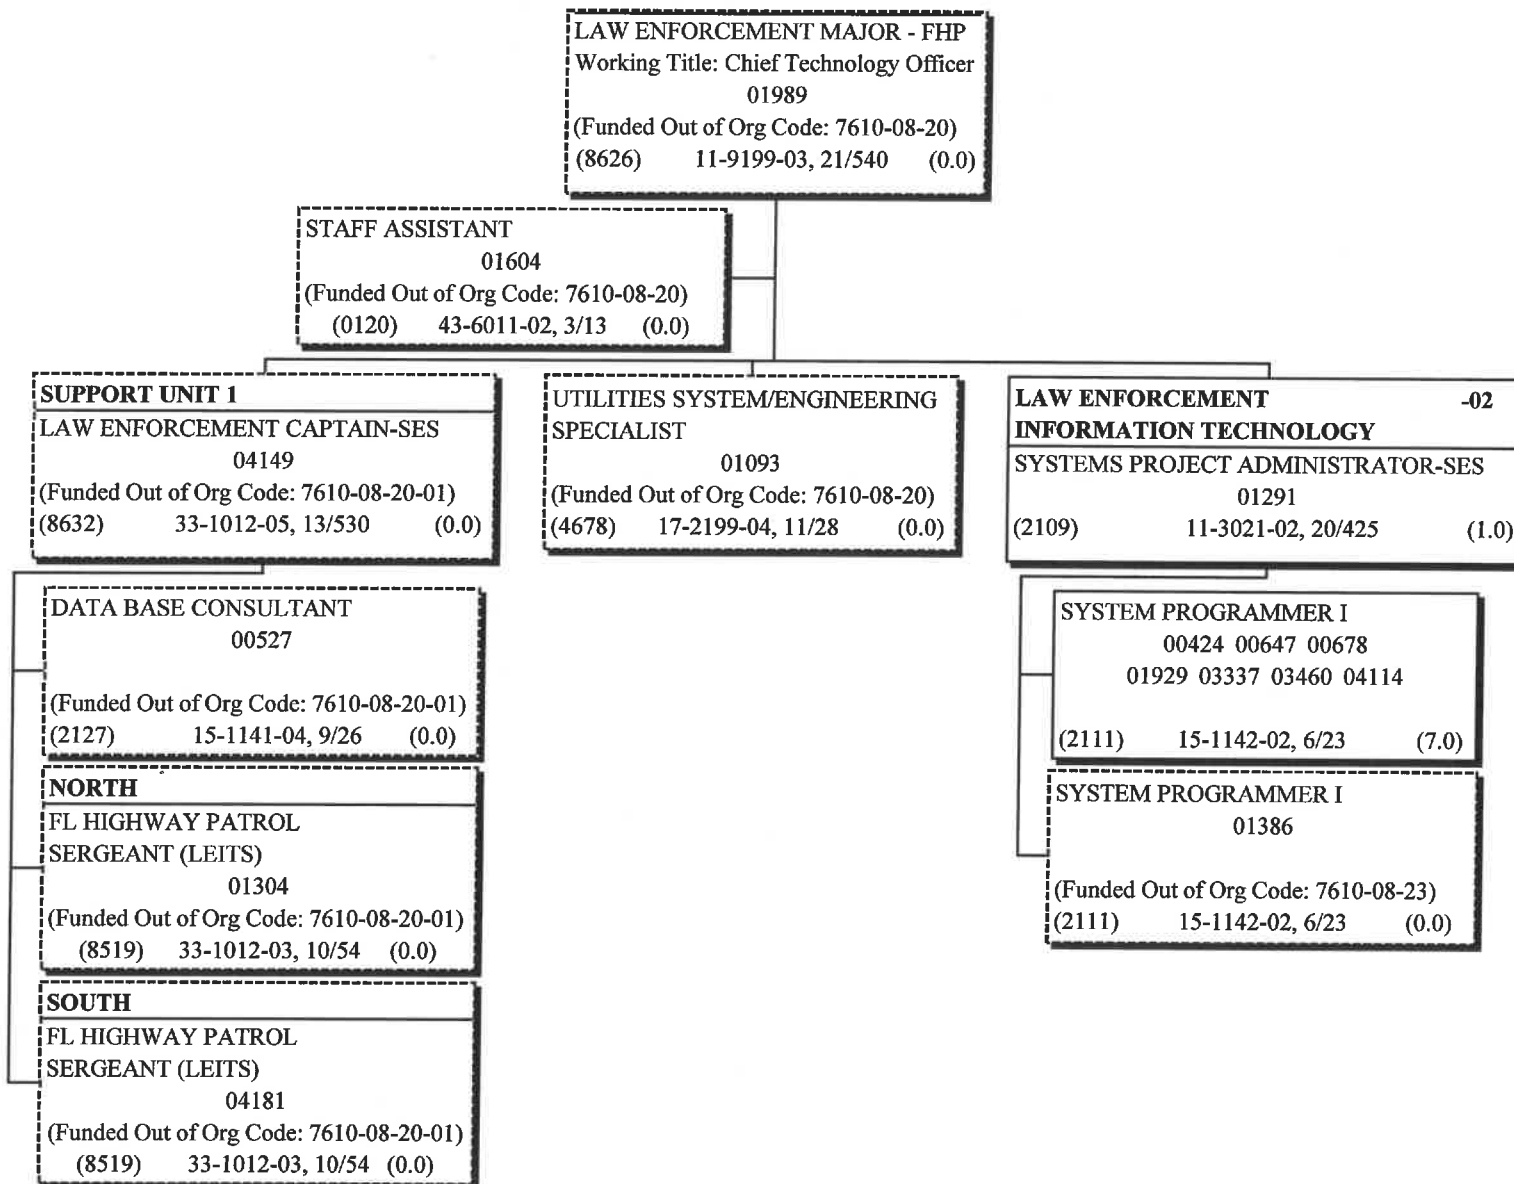 LAW ENFORCEMENT MAJOR - FHP
Working Title: Chief Technology Officer
01989
(Funded Out of Org Code: 7610-08-20)
(8626) 11-9199-03, 21/540 (0.0)
STAFF ASSISTANT
01604
(Funded Out of Org Code: 7610-08-20)
(0120) 43-6011-02, 3/13 (0.0)
SUPPORT UNIT 1
LAW ENFORCEMENT CAPTAIN-SES
04149
(Funded Out of Org Code: 7610-08-20-01)
(8632) 33-1012-05, 13/530 (0.0)
UTILITIES SYSTEM/ENGINEERING
SPECIALIST
01093
(Funded Out of Org Code: 7610-08-20)
(4678) 17-2199-04, 11/28 (0.0)
LAW ENFORCEMENT -02
INFORMATION TECHNOLOGY
SYSTEMS PROJECT ADMINISTRATOR-SES
01291
(2109) 11-3021-02, 20/425 (1.0)
DATA BASE CONSULTANT
00527
(Funded Out of Org Code: 7610-08-20-01)
(2127) 15-1141-04, 9/26 (0.0)
NORTH
FL HIGHWAY PATROL
SERGEANT (LEITS)
01304
(Funded Out of Org Code: 7610-08-20-01)
(8519) 33-1012-03, 10/54 (0.0)
SOUTH
FL HIGHWAY PATROL
SERGEANT (LEITS)
04181
(Funded Out of Org Code: 7610-08-20-01)
(8519) 33-1012-03, 10/54 (0.0)
SYSTEM PROGRAMMER I
00424 00647 00678
01929 03337 03460 04114
(2111) 15-1142-02, 6/23 (7.0)
SYSTEM PROGRAMMER I
01386
(Funded Out of Org Code: 7610-08-23)
(2111) 15-1142-02, 6/23 (0.0)